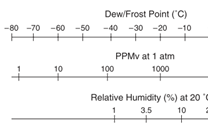 Dew/Frost Point (˚C)
−80 −70 −60 −50 −40 −30 −20 −10
PPMv at 1 atm
1 10 100 1000
Relative Humidity (%) at 20 ˚
1 3.5 10